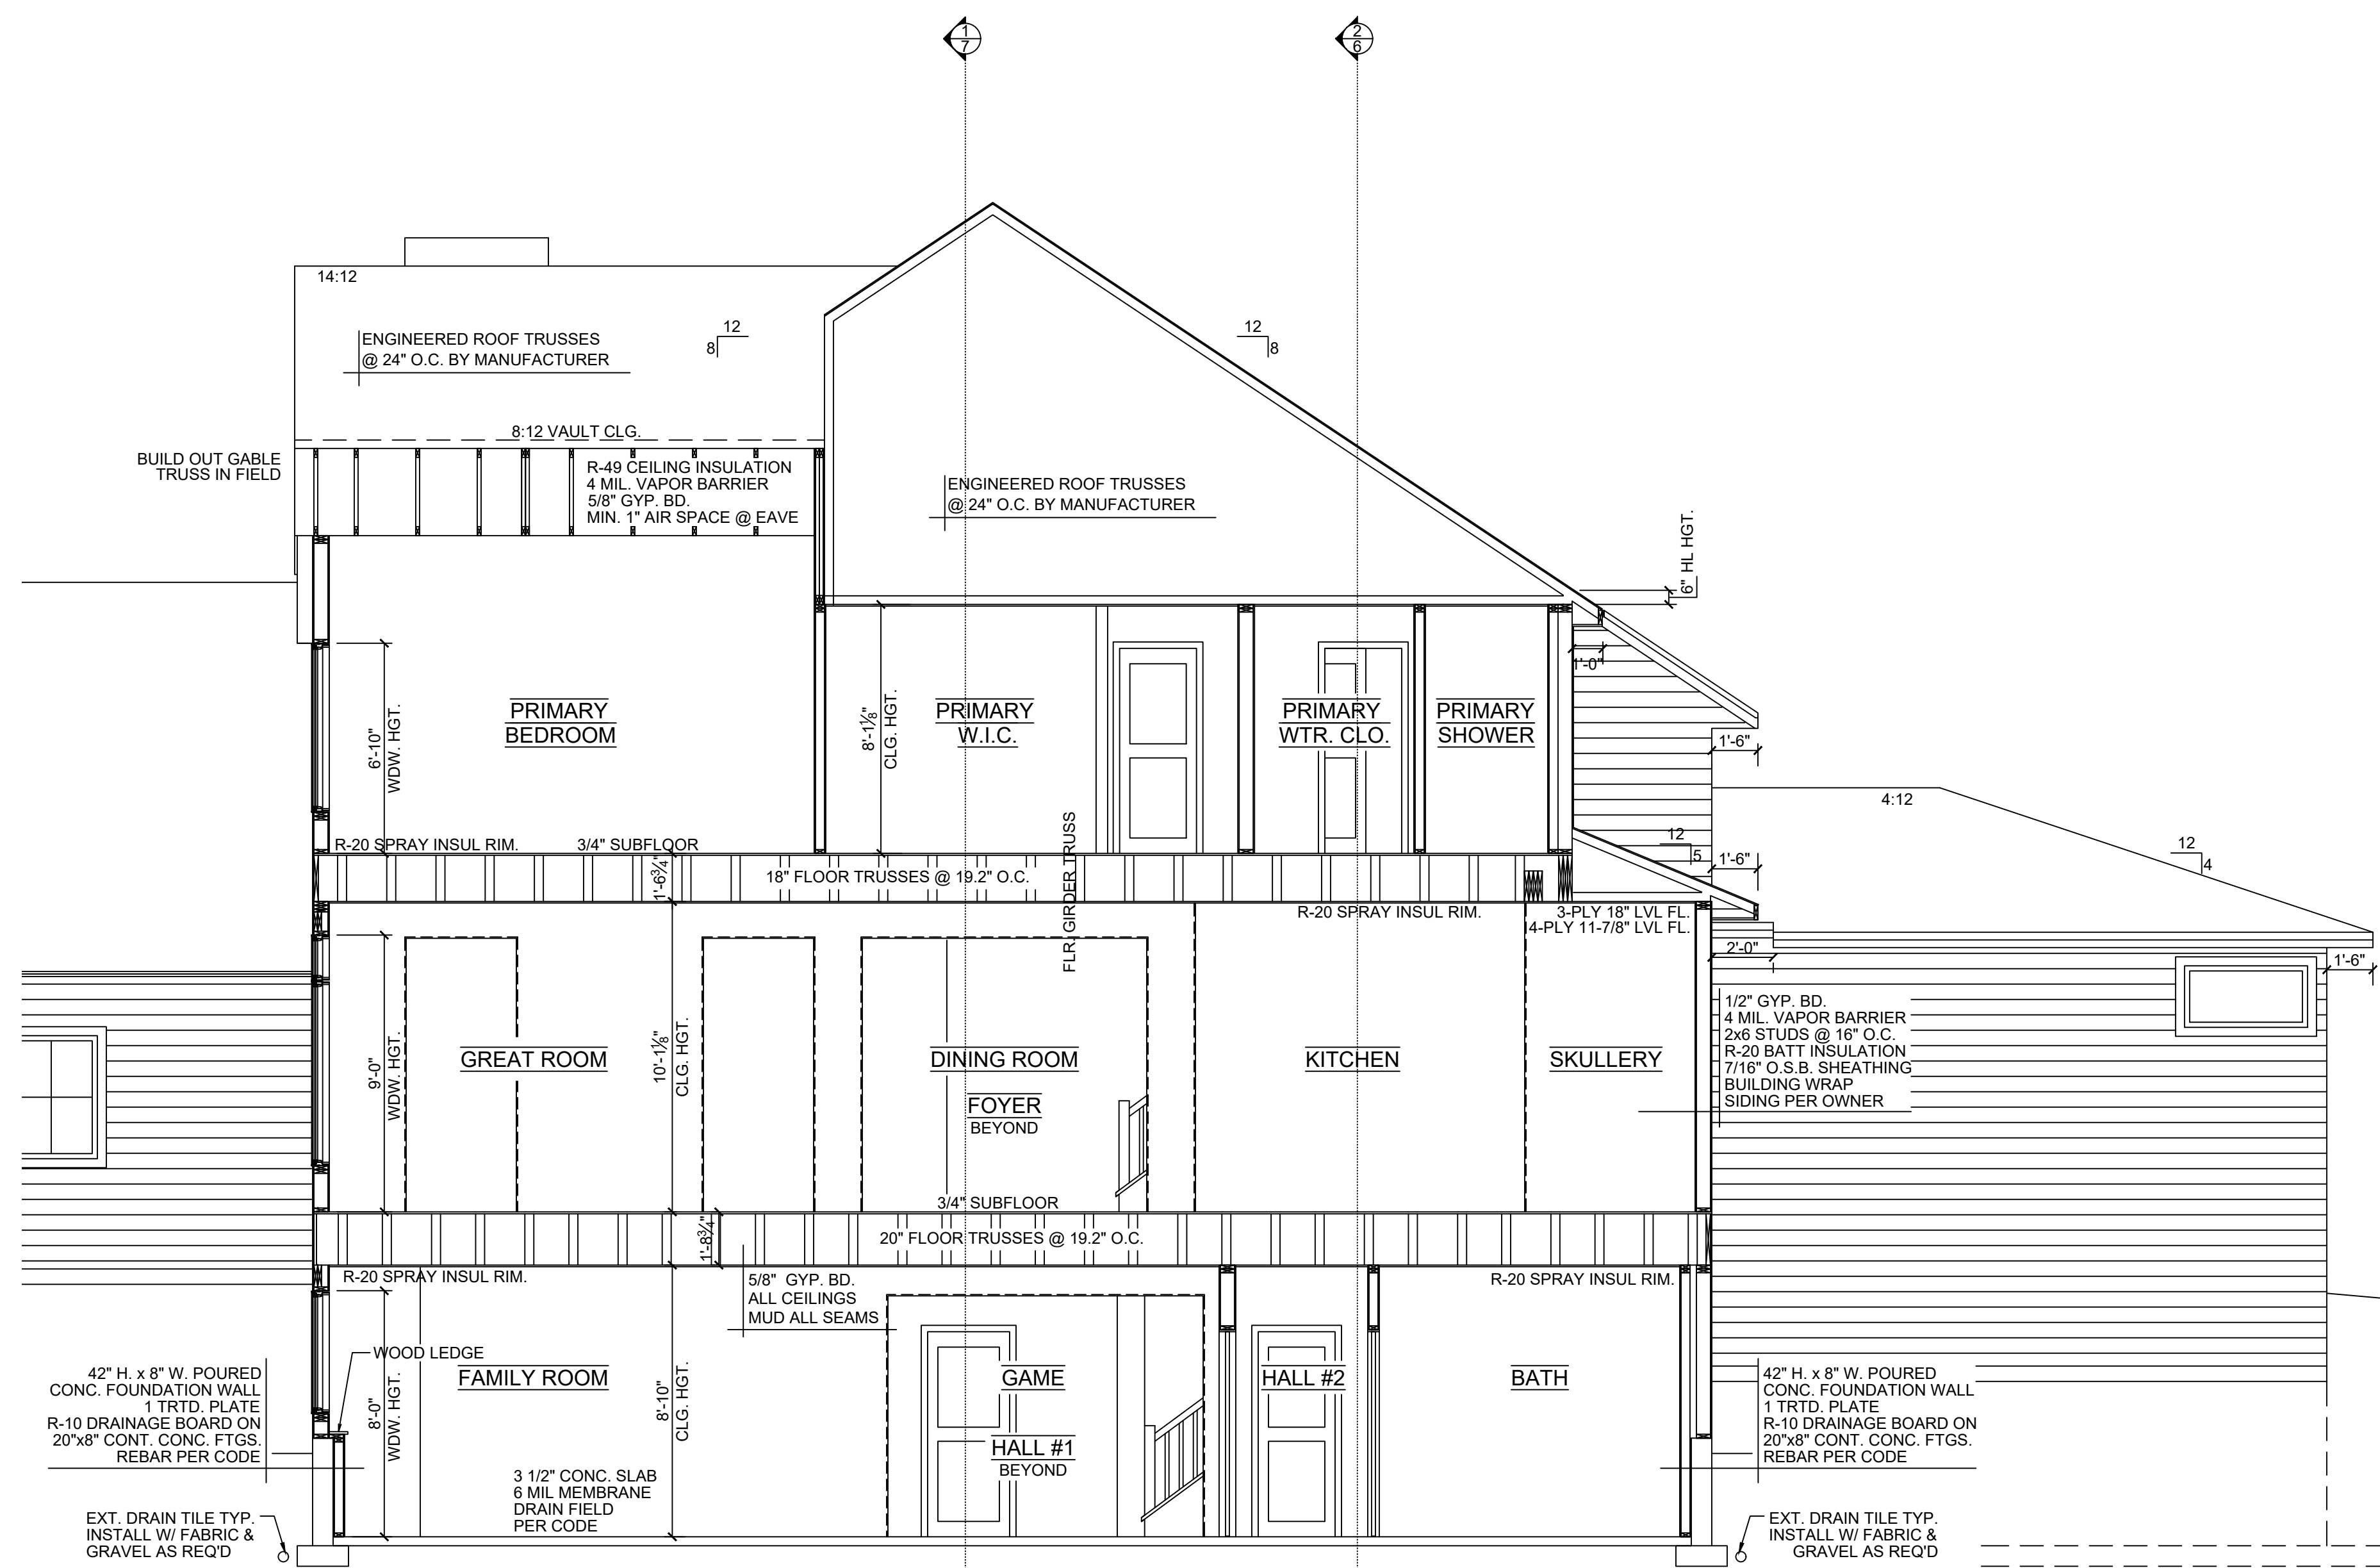 1
7
2
6
14:12
ENGINEERED ROOF TRUSSES
@ 24" O.C. BY MANUFACTURER
12
8
12
8
8:12 VAULT CLG.
BUILD OUT GABLE
TRUSS IN FIELD
R-49 CEILING INSULATION
4 MIL. VAPOR BARRIER
5/8" GYP. BD.
MIN. 1" AIR SPACE @ EAVE
ENGINEERED ROOF TRUSSES
@ 24" O.C. BY MANUFACTURER
6" HL HGT.
1'-0"
6'-10"
WDW. HGT.
PRIMARY
BEDROOM
8'-1⅛"
CLG. HGT.
PRIMARY
W.I.C.
PRIMARY
WTR. CLO.
PRIMARY
SHOWER
1'-6"
4:12
R-20 SPRAY INSUL RIM.
3/4" SUBFLOOR
12
5
1'-6"
12
4
1'-6¾"
18" FLOOR TRUSSES @ 19.2" O.C.
FLR. GIRDER TRUSS
R-20 SPRAY INSUL RIM.
3-PLY 18" LVL FL.
4-PLY 11-7/8" LVL FL.
2'-0"
1'-6"
1/2" GYP. BD.
4 MIL. VAPOR BARRIER
2x6 STUDS @ 16" O.C.
R-20 BATT INSULATION
7/16" O.S.B. SHEATHING
BUILDING WRAP
SIDING PER OWNER
9'-0"
WDW. HGT.
GREAT ROOM
10'-1⅛"
CLG. HGT.
DINING ROOM
FOYER
BEYOND
KITCHEN
SKULLERY
3/4" SUBFLOOR
1'-8¾"
20" FLOOR TRUSSES @ 19.2" O.C.
R-20 SPRAY INSUL RIM.
5/8" GYP. BD.
ALL CEILINGS
MUD ALL SEAMS
R-20 SPRAY INSUL RIM.
WOOD LEDGE
42" H. x 8" W. POURED
CONC. FOUNDATION WALL
1 TRTD. PLATE
R-10 DRAINAGE BOARD ON
20"x8" CONT. CONC. FTGS.
REBAR PER CODE
8'-0"
WDW. HGT.
FAMILY ROOM
8'-10"
CLG. HGT.
GAME
HALL #1
BEYOND
HALL #2
BATH
42" H. x 8" W. POURED
CONC. FOUNDATION WALL
1 TRTD. PLATE
R-10 DRAINAGE BOARD ON
20"x8" CONT. CONC. FTGS.
REBAR PER CODE
3 1/2" CONC. SLAB
6 MIL MEMBRANE
DRAIN FIELD
PER CODE
EXT. DRAIN TILE TYP.
INSTALL W/ FABRIC &
GRAVEL AS REQ'D
EXT. DRAIN TILE TYP.
INSTALL W/ FABRIC &
GRAVEL AS REQ'D